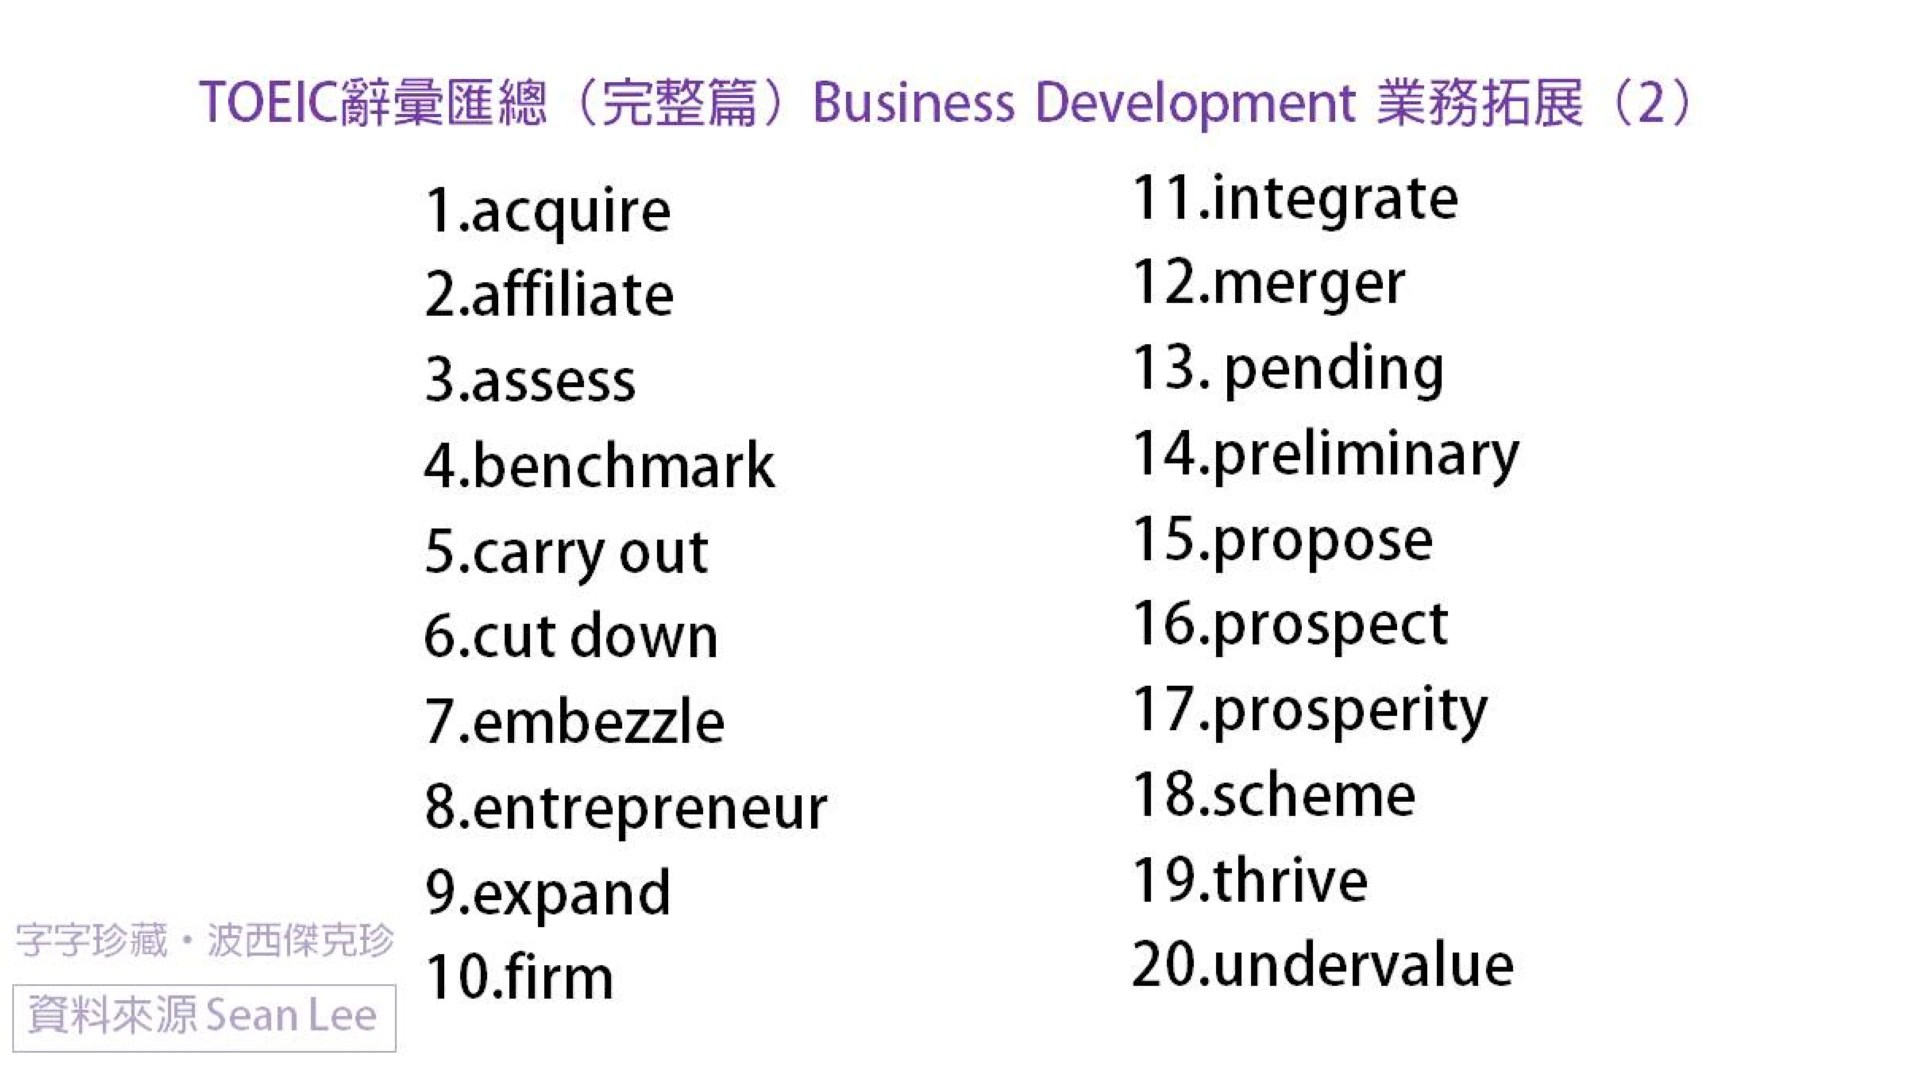 TOEIC辭彙匯總（完整篇）Business Development 業務拓展（2）
1.acquire
2.affiliate
3.assess
4.benchmark
5.carry out
6.cut down
7.embezzle
8.entrepreneur
9.expand
10.firm
11.integrate
12.merger
13. pending
14.preliminary
15.propose
16.prospect
17.prosperity
18.scheme
19.thrive
20.undervalue
字字珍藏・波西傑克珍
資料來源 Sean Lee